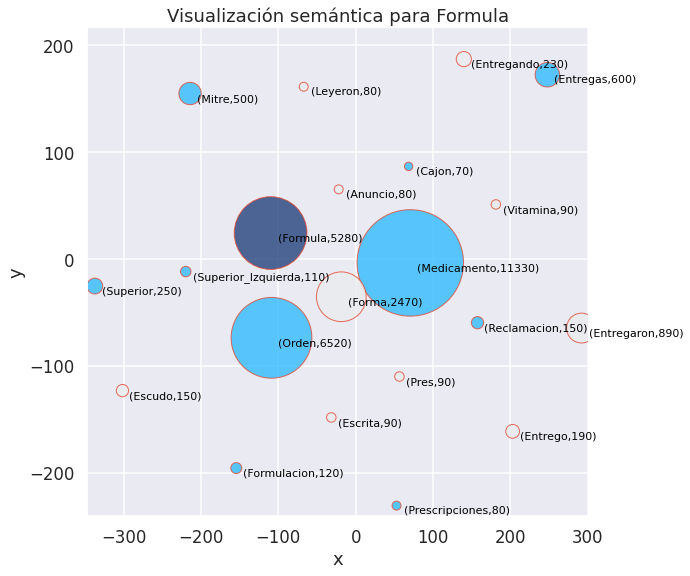 Visualización semántica para Formula
200
100
0
−100
−200
y
(Entregando,230)
(Entregas,600)
(Leyeron,80)
(Mitre,500)
(Cajon,70)
(Anuncio,80)
(Vitamina,90)
(Formula,5280)
(Medicamento,11330)
(Superior_Izquierda,110)
(Superior,250)
(Forma,2470)
(Reclamacion,150)
(Entregaron,890)
(Orden,6520)
(Pres,90)
(Escudo,150)
(Escrita,90)
(Entrego,190)
(Formulacion,120)
(Prescripciones,80)
−300 −200 −100 0 100 200 300
x